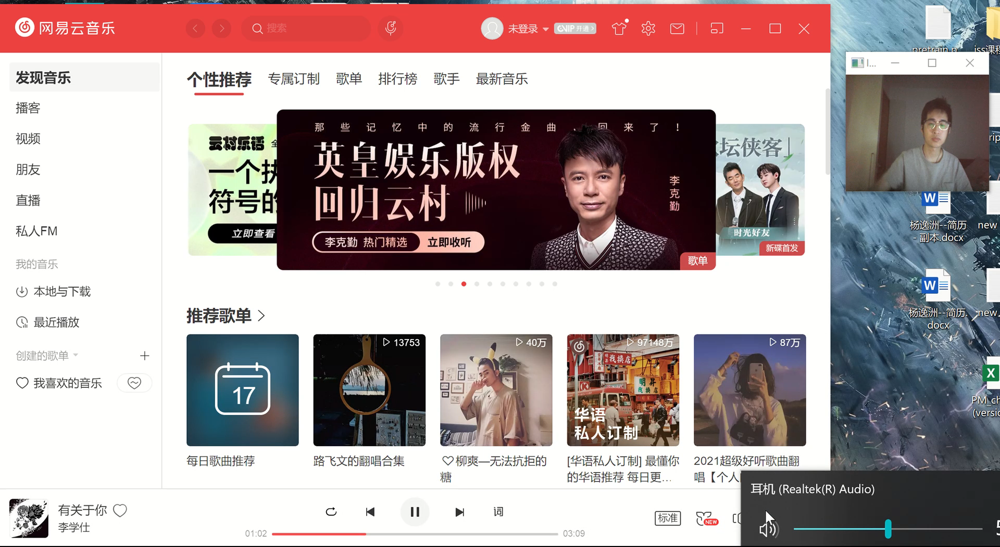 网易云音乐
搜索
未登录
VIP 开通
发现音乐
播客
视频
朋友
直播
私人FM
我的音乐
本地与下载
最近播放
创建的歌单
我喜欢的音乐
个性推荐 专属订制 歌单 排行榜 歌手 最新音乐
云村乐话 全
一个执
符号的
立即查看
那些记忆中的流行金曲、回来了!
英皇娱乐版权
回归云村
李克勤 热门精选 立即收听
李克勤
歌单
坛侠客
时光好友
新碟首发
推荐歌单
17
每日歌曲推荐
13753
路飞文的翻唱合集
40万
柳爽—无法抗拒的
糖
97148万
明昇
找换店
华语
私人订制
[华语私人订制] 最懂你
的华语推荐 每日更...
87万
2021超级好听歌曲翻
唱【个人
有关于你
李学仕
词
01:02
03:09
标准
NEW
耳机 (Realtek(R) Audio)
I...
pretrain.p
iss课程
杨逸洲--简历
- 副本.docx
new
杨逸洲--简历.
docx
new
PM_ch
(versio